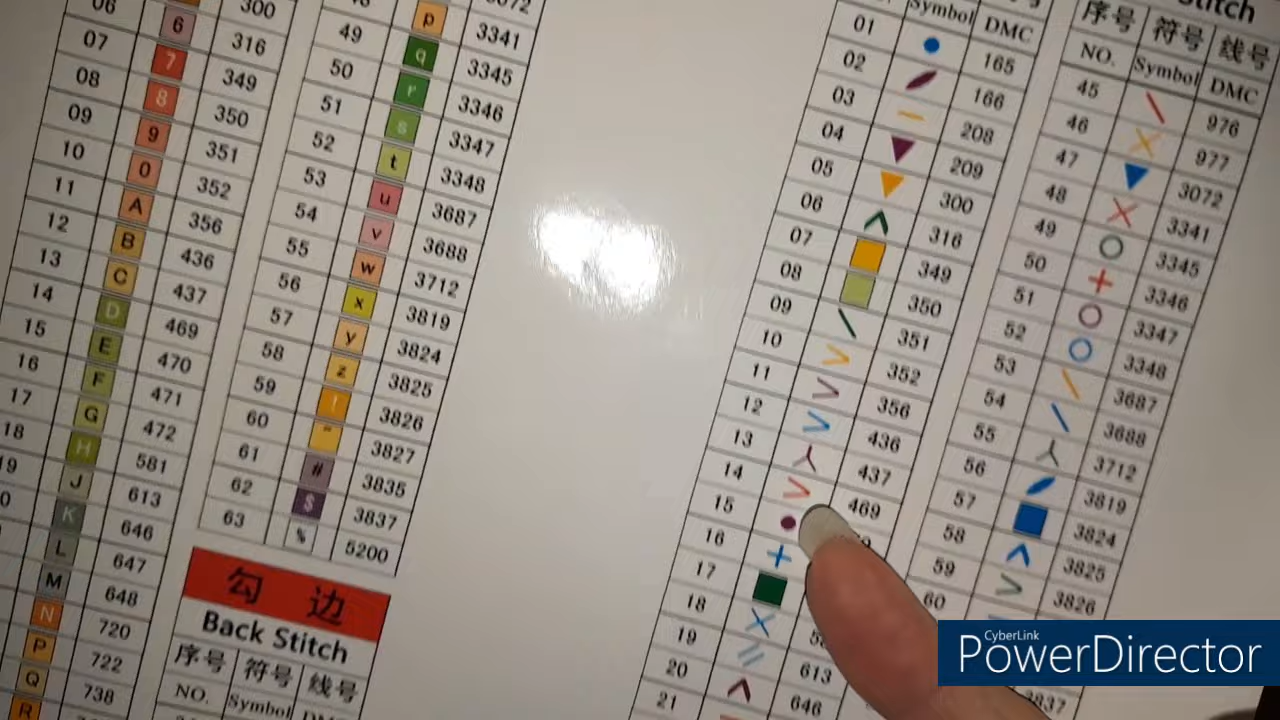 300
06 6 316
07 7 349
08 8 350
09 9 351
10 0 352
11 A 356
12 B 436
13 C 437
14 D 469
15 E 470
16 F 471
17 G 472
18 H 581
J 613
K 646
L 647
M 648
N 720
P 722
Q 738
R
p 3341
49 q 3345
50 r 3346
51 s 3347
52 t 3348
53 u 3687
54 v 3688
55 w 3712
56 x 3819
57 y 3824
58 z 3825
59 ! 3826
60 " 3827
61 # 3835
62 $ 3837
63 % 5200
勾 边
Back Stitch
序号 符号 线号
NO. Symbol
Symbol DMC
01 165
02 166
03 208
04 209
05 300
06 316
07 349
08 350
09 351
10 352
11 356
12 436
13 437
14 469
15
16
17
18
19 613
20 646
21
Stitch
序号 符号 线号
NO. Symbol DMC
45 976
46 977
47 3072
48 3341
49 3345
50 3346
51 3347
52 3348
53 3687
54 3688
55 3712
56 3819
57 3824
58 3825
59 3826
60
3837
CyberLink
PowerDirector